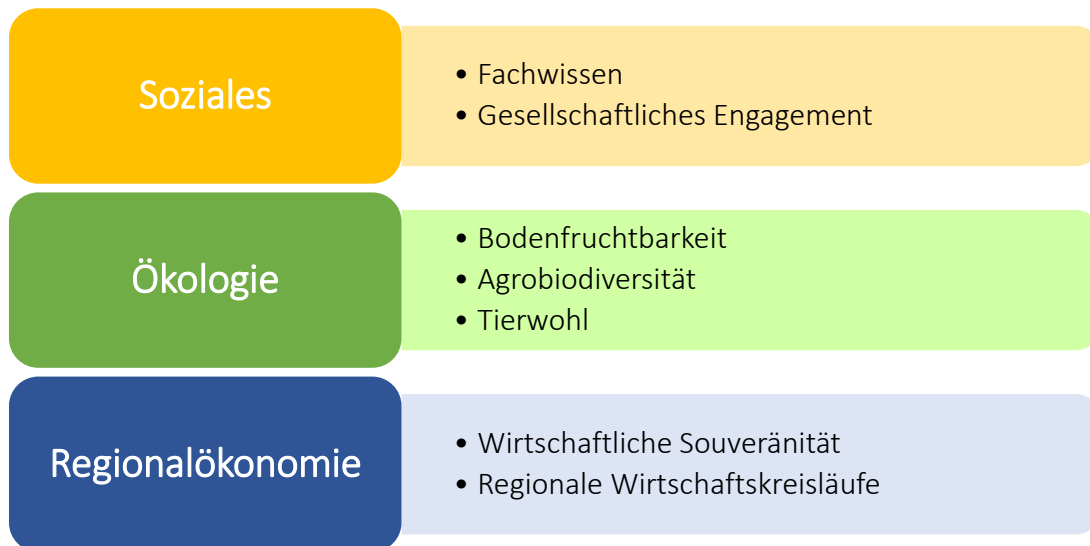 Soziales
• Fachwissen
• Gesellschaftliches Engagement
Ökologie
• Bodenfruchtbarkeit
• Agrobiodiversität
• Tierwohl
Regionalökonomie
• Wirtschaftliche Souveränität
• Regionale Wirtschaftskreisläufe